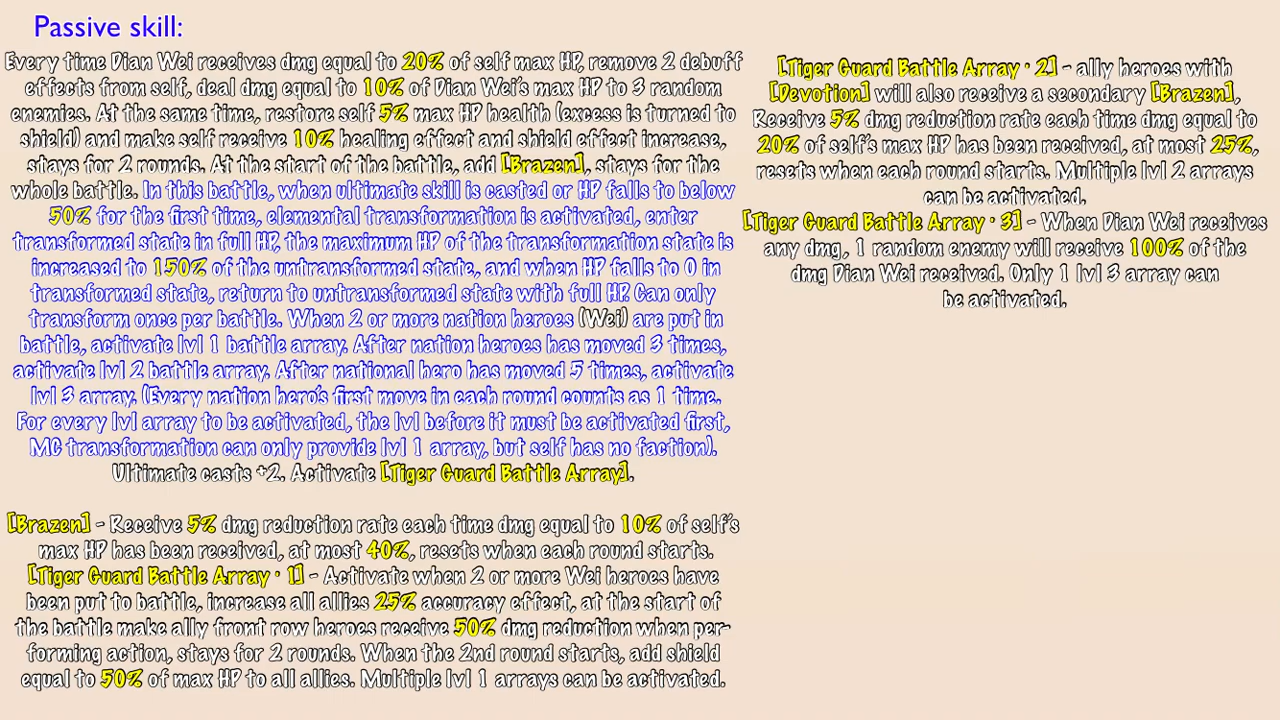 Passive skill:
Every time Dian Wei receives dmg equal to 20% of self max HP, remove 2 debuff
effects from self, deal dmg equal to 10% of Dian Wei's max HP to 3 random
enemies. At the same time, restore self 5% max HP health (excess is turned to
shield) and make self receive 10% healing effect and shield effect increase,
stays for 2 rounds. At the start of the battle, add [Brazen], stays for the
whole battle. In this battle, when ultimate skill is casted or HP falls to below
50% for the first time, elemental transformation is activated, enter
transformed state in full HP, the maximum HP of the transformation state is
increased to 150% of the untransformed state, and when HP falls to 0 in
transformed state, return to untransformed state with full HP. Can only
transform once per battle. When 2 or more nation heroes (Wei) are put in
battle, activate lvl 1 battle array. After nation heroes has moved 3 times,
activate lvl 2 battle array. After national hero has moved 5 times, activate
lvl 3 array. (Every nation hero's first move in each round counts as 1 time.
For every lvl array to be activated, the lvl before it must be activated first,
MC transformation can only provide lvl 1 array, but self has no faction).
Ultimate casts +2. Activate [Tiger Guard Battle Array].
[Brazen] - Receive 5% dmg reduction rate each time dmg equal to 10% of self's
max HP has been received, at most 40%, resets when each round starts.
[Tiger Guard Battle Array · 1] - Activate when 2 or more Wei heroes have
been put to battle, increase all allies 25% accuracy effect, at the start of
the battle make ally front row heroes receive 50% dmg reduction when per-
forming action, stays for 2 rounds. When the 2nd round starts, add shield
equal to 50% of max HP to all allies. Multiple lvl 1 arrays can be activated.
[Tiger Guard Battle Array · 2] - ally heroes with
[Devotion] will also receive a secondary [Brazen],
Receive 5% dmg reduction rate each time dmg equal to
20% of self's max HP has been received, at most 25%,
resets when each round starts. Multiple lvl 2 arrays
can be activated.
[Tiger Guard Battle Array · 3] - When Dian Wei receives
any dmg, 1 random enemy will receive 100% of the
dmg Dian Wei received. Only 1 lvl 3 array can
be activated.